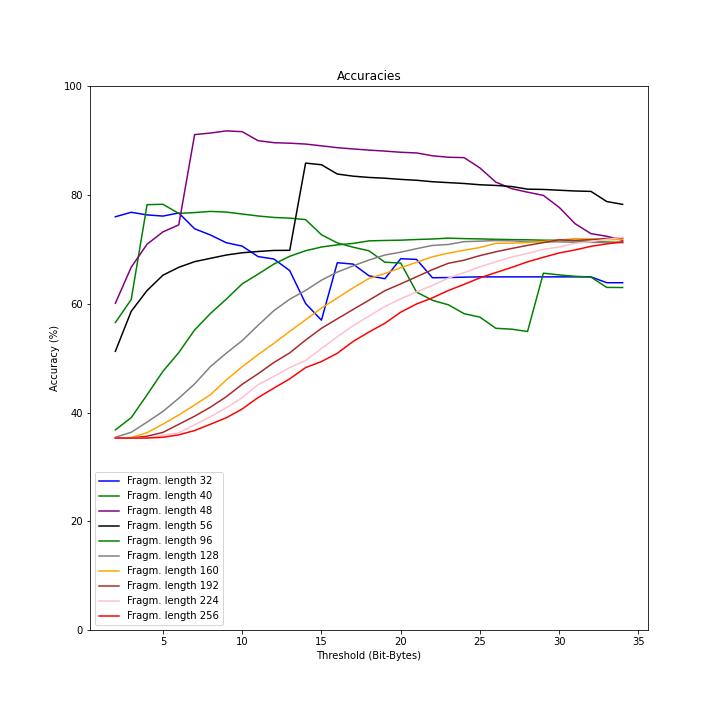 Accuracies
100
80
60
40
20
0
Accuracy (%)
Fragm. length 32
Fragm. length 40
Fragm. length 48
Fragm. length 56
Fragm. length 96
Fragm. length 128
Fragm. length 160
Fragm. length 192
Fragm. length 224
Fragm. length 256
5 10 15 20 25 30 35
Threshold (Bit-Bytes)